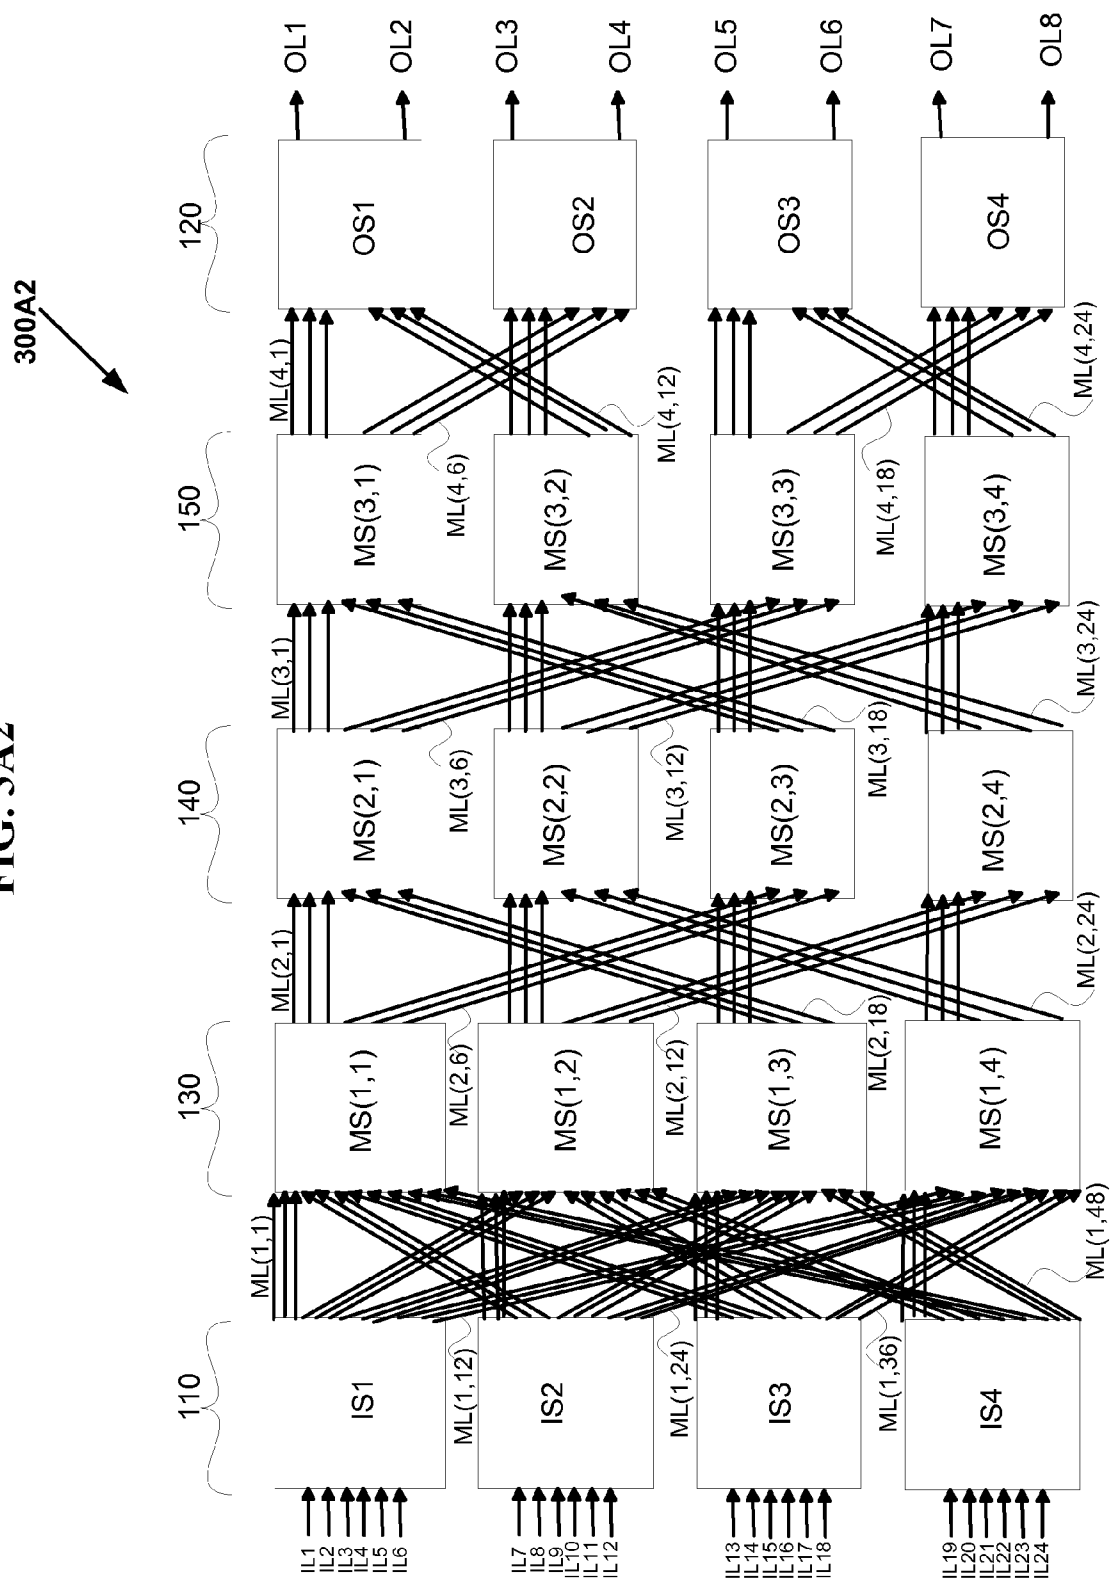 FIG. 3A2
300A2
110
130
140
150
120
IL1
IL2
IL3
IL4
IL5
IL6
IS1
ML(1,1)
ML(1,12)
MS(1,1)
ML(2,1)
ML(2,6)
MS(2,1)
ML(3,1)
ML(3,6)
MS(3,1)
ML(4,1)
ML(4,6)
OS1
OL1
OL2
IL7
IL8
IL9
IL10
IL11
IL12
IS2
ML(1,24)
MS(1,2)
ML(2,12)
MS(2,2)
ML(3,12)
MS(3,2)
ML(4,12)
OS2
OL3
OL4
IL13
IL14
IL15
IL16
IL17
IL18
IS3
ML(1,36)
MS(1,3)
ML(2,18)
MS(2,3)
ML(3,18)
MS(3,3)
ML(4,18)
OS3
OL5
OL6
IL19
IL20
IL21
IL22
IL23
IL24
IS4
ML(1,48)
MS(1,4)
ML(2,24)
MS(2,4)
ML(3,24)
MS(3,4)
ML(4,24)
OS4
OL7
OL8